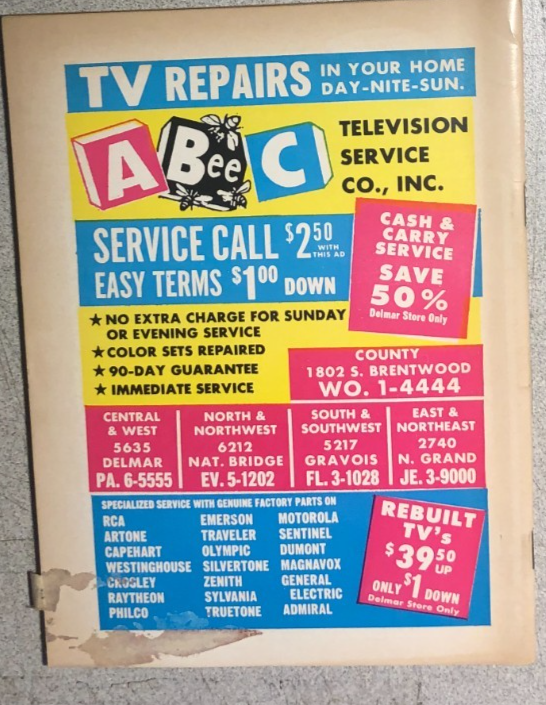 TV REPAIRS IN YOUR HOME
DAY-NITE-SUN.
A Bee C
TELEVISION
SERVICE
CO., INC.
SERVICE CALL $2.50 WITH THIS AD
EASY TERMS $1.00 DOWN
CASH &
CARRY
SERVICE
SAVE
50%
Delmar Store Only
★ NO EXTRA CHARGE FOR SUNDAY
OR EVENING SERVICE
★ COLOR SETS REPAIRED
★ 90-DAY GUARANTEE
★ IMMEDIATE SERVICE
COUNTY
1802 S. BRENTWOOD
WO. 1-4444
CENTRAL
& WEST
5635
DELMAR
PA. 6-5555
NORTH &
NORTHWEST
6212
NAT. BRIDGE
EV. 5-1202
SOUTH &
SOUTHWEST
5217
GRAVOIS
FL. 3-1028
EAST &
NORTHEAST
2740
N. GRAND
JE. 3-9000
SPECIALIZED SERVICE WITH GENUINE FACTORY PARTS ON
RCA
ARTONE
CAPEHART
WESTINGHOUSE
CROSLEY
RAYTHEON
PHILCO
EMERSON
TRAVELER
OLYMPIC
SILVERTONE
ZENITH
SYLVANIA
TRUETONE
MOTOROLA
SENTINEL
DUMONT
MAGNAVOX
GENERAL
ELECTRIC
ADMIRAL
REBUILT
TV's
$39.50 UP
ONLY $1 DOWN
Delmar Store Only